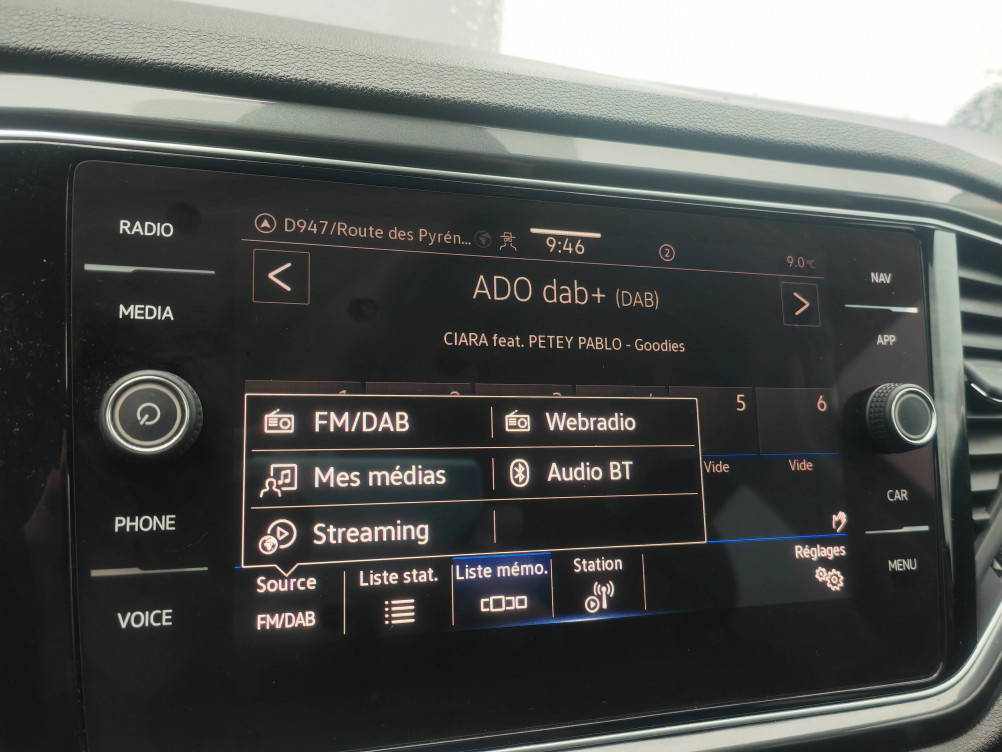 RADIO
MEDIA
PHONE
VOICE
D947/Route des Pyrén...
9:46
2
9.0°C
ADO dab+ (DAB)
CIARA feat. PETEY PABLO - Goodies
5
6
Vide
Vide
FM/DAB
Webradio
Mes médias
Audio BT
Streaming
Source
FM/DAB
Liste stat.
Liste mémo.
Station
Réglages
NAV
APP
CAR
MENU